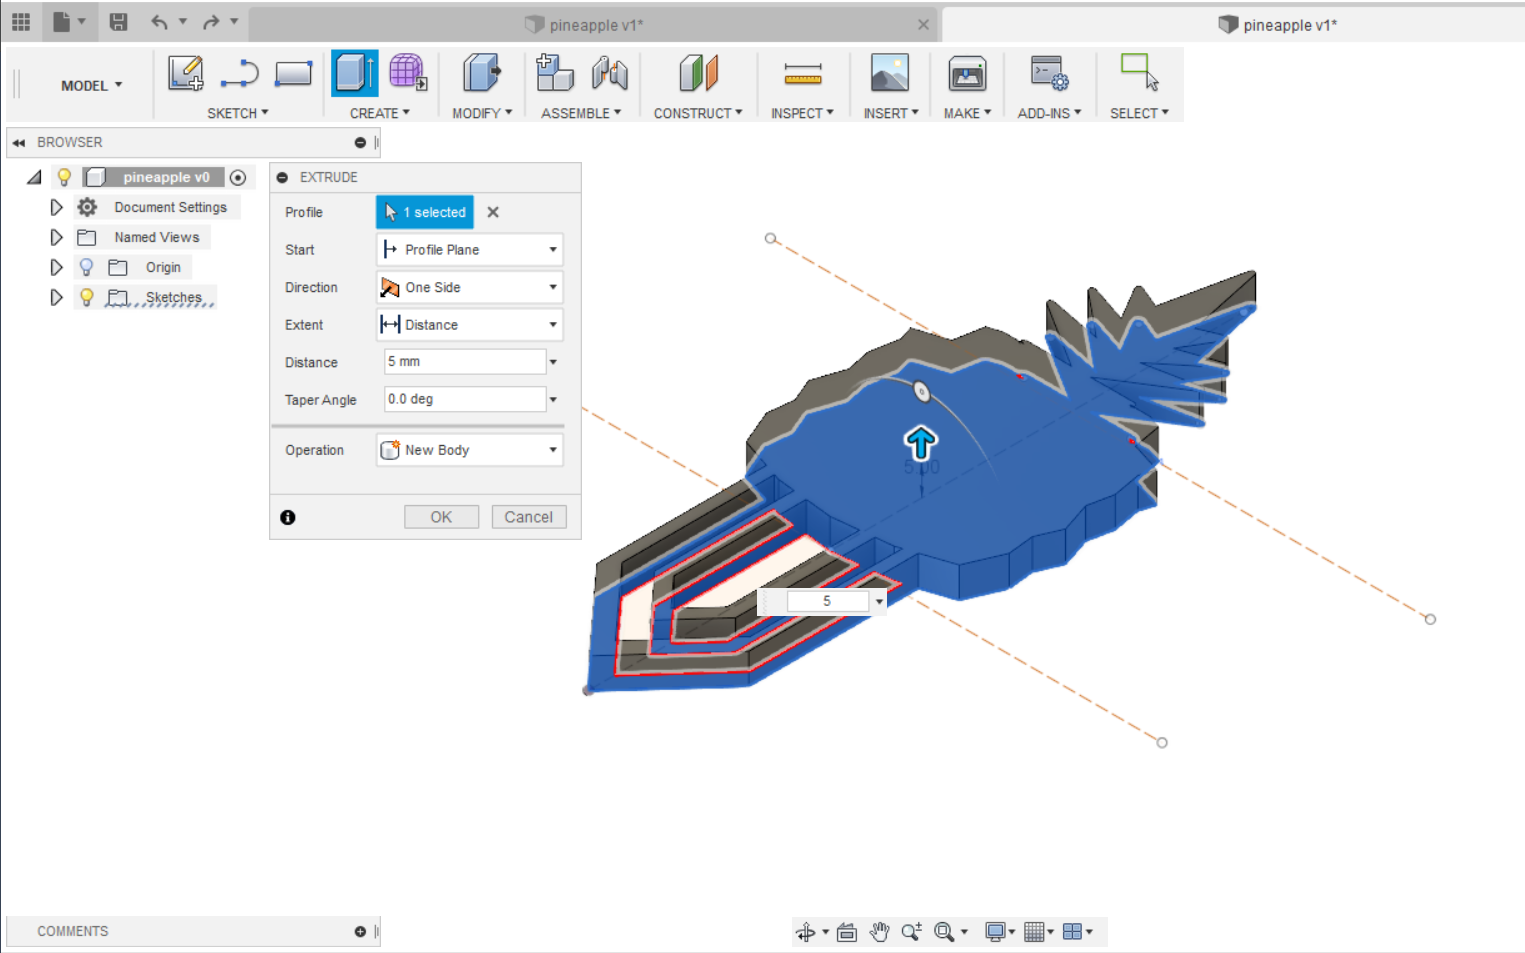 pineapple v1*
pineapple v1*
MODEL
SKETCH
CREATE
MODIFY
ASSEMBLE
CONSTRUCT
INSPECT
INSERT
MAKE
ADD-INS
SELECT
BROWSER
pineapple v0
Document Settings
Named Views
Origin
Sketches
EXTRUDE
Profile
1 selected
Start
Profile Plane
Direction
One Side
Extent
Distance
Distance
5 mm
Taper Angle
0.0 deg
Operation
New Body
OK
Cancel
5.00
5
COMMENTS